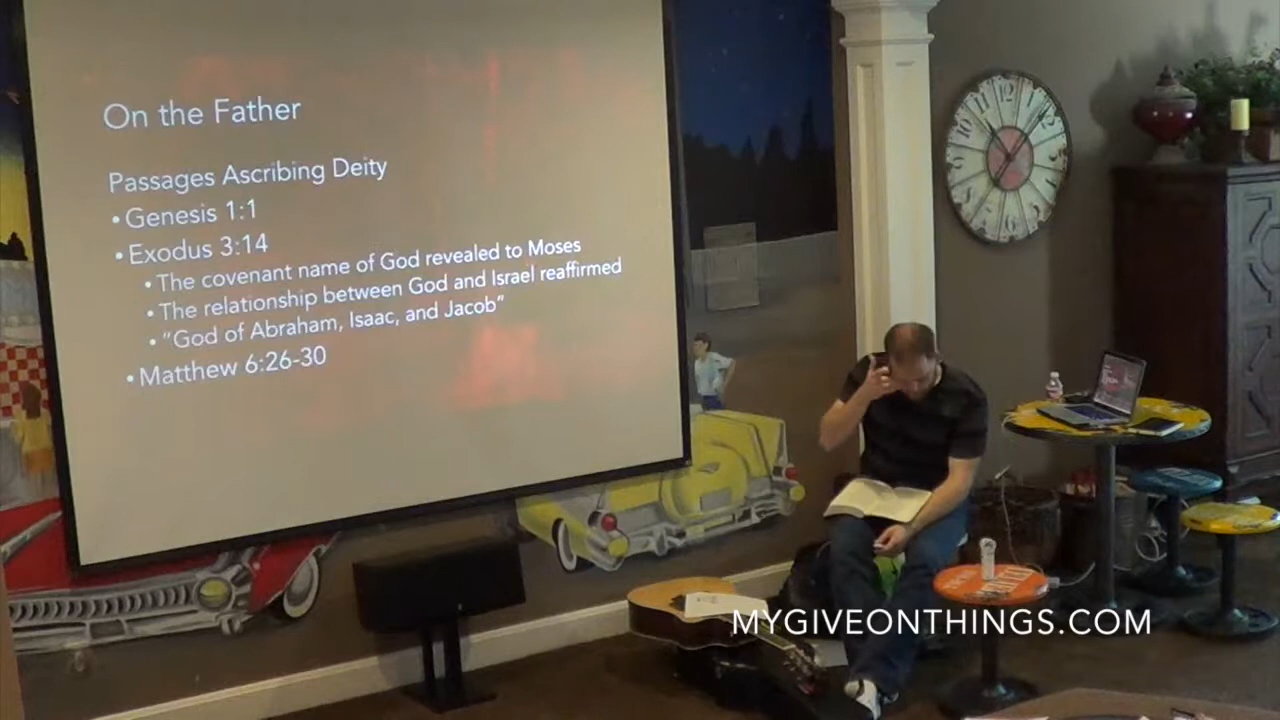 On the Father
Passages Ascribing Deity
•Genesis 1:1
•Exodus 3:14
•The covenant name of God revealed to Moses
•The relationship between God and Israel reaffirmed
•"God of Abraham, Isaac, and Jacob"
•Matthew 6:26-30
MYGIVEONTHINGS.COM